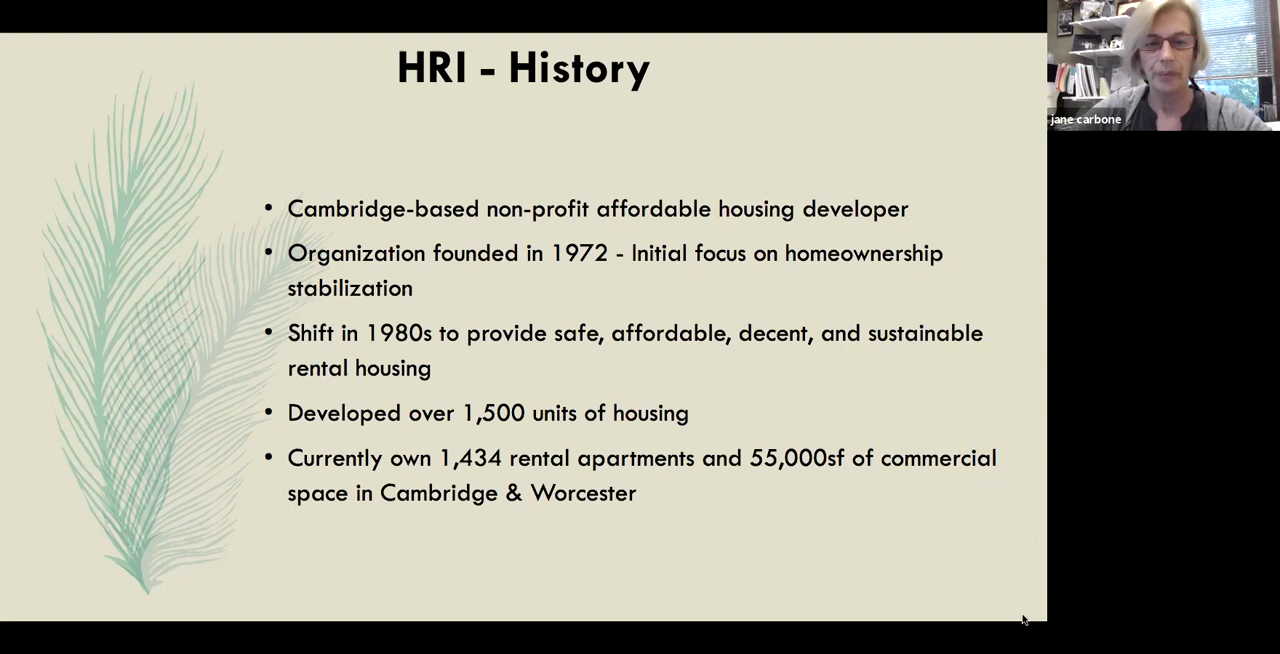 HRI - History
jane carbone
• Cambridge-based non-profit affordable housing developer
• Organization founded in 1972 - Initial focus on homeownership
stabilization
• Shift in 1980s to provide safe, affordable, decent, and sustainable
rental housing
• Developed over 1,500 units of housing
• Currently own 1,434 rental apartments and 55,000sf of commercial
space in Cambridge & Worcester